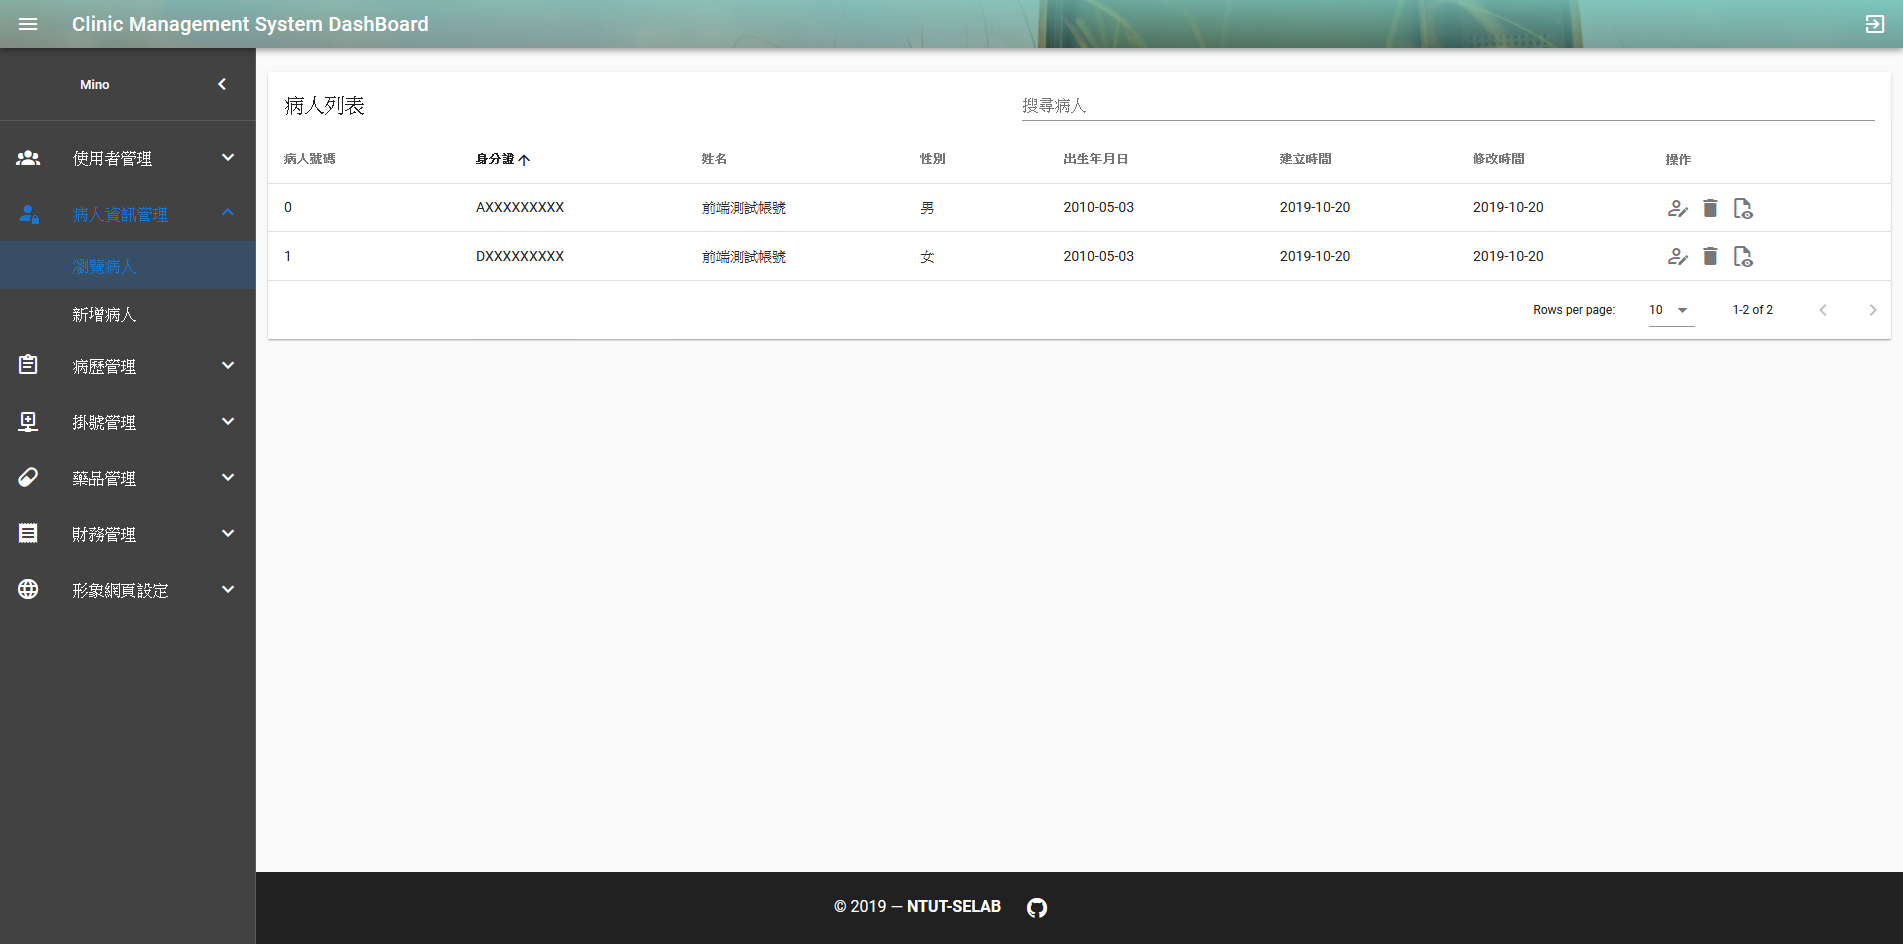 Clinic Management System DashBoard
Mino
使用者管理
病人資訊管理
瀏覽病人
新增病人
病歷管理
掛號管理
藥品管理
財務管理
形象網頁設定
病人列表
搜尋病人
病人號碼 身分證 姓名 性別 出生年月日 建立時間 修改時間 操作
0 AXXXXXXXXX 前端測試帳號 男 2010-05-03 2019-10-20 2019-10-20
1 DXXXXXXXXX 前端測試帳號 女 2010-05-03 2019-10-20 2019-10-20
Rows per page: 10 1-2 of 2
© 2019 — NTUT-SELAB